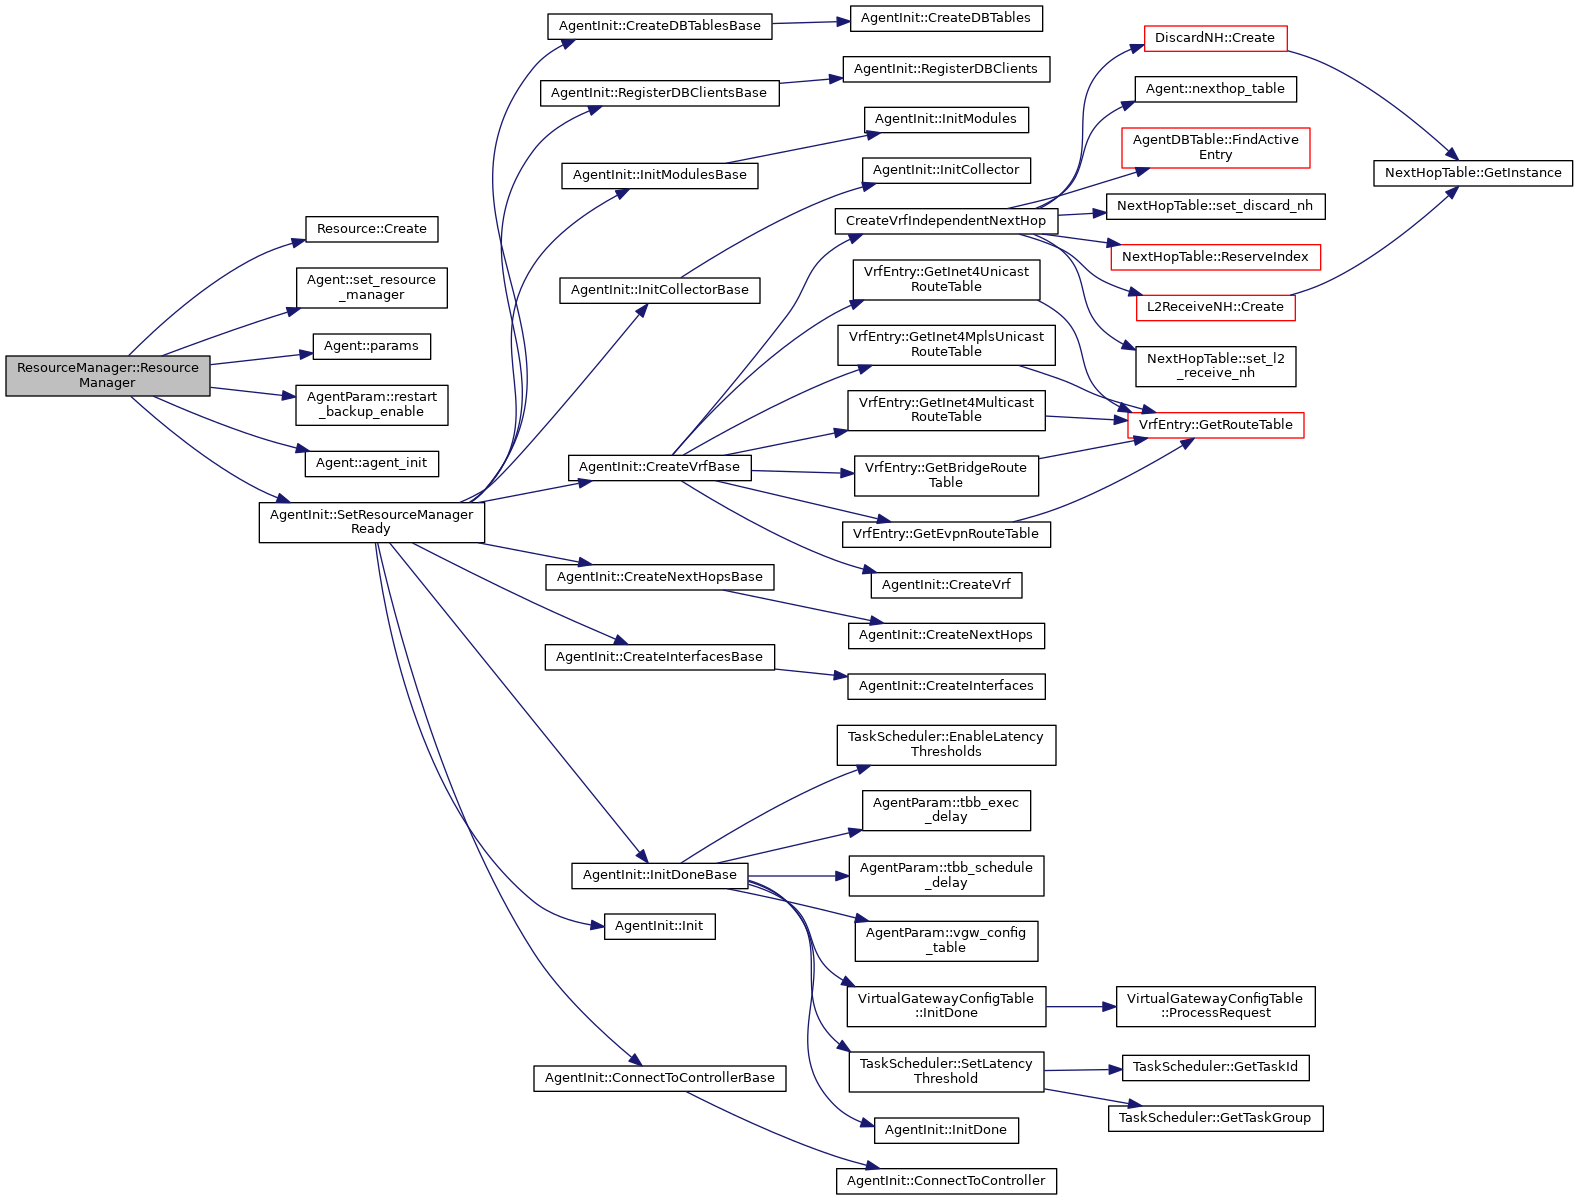 ResourceManager::Resource
Manager
Resource::Create
Agent::set_resource
_manager
Agent::params
AgentParam::restart
_backup_enable
Agent::agent_init
AgentInit::SetResourceManager
Ready
AgentInit::CreateDBTablesBase
AgentInit::RegisterDBClientsBase
AgentInit::InitModulesBase
AgentInit::InitCollectorBase
AgentInit::CreateVrfBase
AgentInit::CreateNextHopsBase
AgentInit::CreateInterfacesBase
AgentInit::InitDoneBase
AgentInit::Init
AgentInit::ConnectToControllerBase
AgentInit::CreateDBTables
AgentInit::RegisterDBClients
AgentInit::InitModules
AgentInit::InitCollector
CreateVrfIndependentNextHop
VrfEntry::GetInet4Unicast
RouteTable
VrfEntry::GetInet4MplsUnicast
RouteTable
VrfEntry::GetInet4Multicast
RouteTable
VrfEntry::GetBridgeRoute
Table
VrfEntry::GetEvpnRouteTable
AgentInit::CreateVrf
AgentInit::CreateNextHops
AgentInit::CreateInterfaces
TaskScheduler::EnableLatency
Thresholds
AgentParam::tbb_exec
_delay
AgentParam::tbb_schedule
_delay
AgentParam::vgw_config
_table
VirtualGatewayConfigTable
::InitDone
TaskScheduler::SetLatency
Threshold
AgentInit::InitDone
AgentInit::ConnectToController
DiscardNH::Create
Agent::nexthop_table
AgentDBTable::FindActive
Entry
NextHopTable::set_discard_nh
NextHopTable::ReserveIndex
L2ReceiveNH::Create
NextHopTable::set_l2
_receive_nh
VrfEntry::GetRouteTable
VirtualGatewayConfigTable
::ProcessRequest
TaskScheduler::GetTaskId
TaskScheduler::GetTaskGroup
NextHopTable::GetInstance